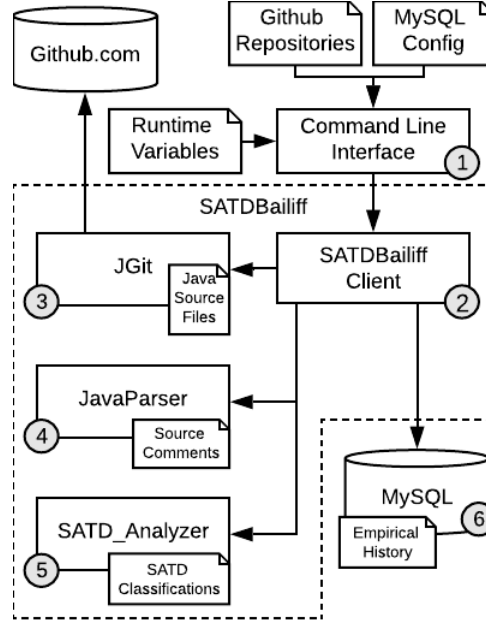 Github.com
Github
Repositories
MySQL
Config
Runtime
Variables
Command Line
Interface
1
SATDBailiff
JGit
Java
Source
Files
3
SATDBailiff
Client
2
JavaParser
Source
Comments
4
MySQL
Empirical
History
6
SATD_Analyzer
SATD
Classifications
5